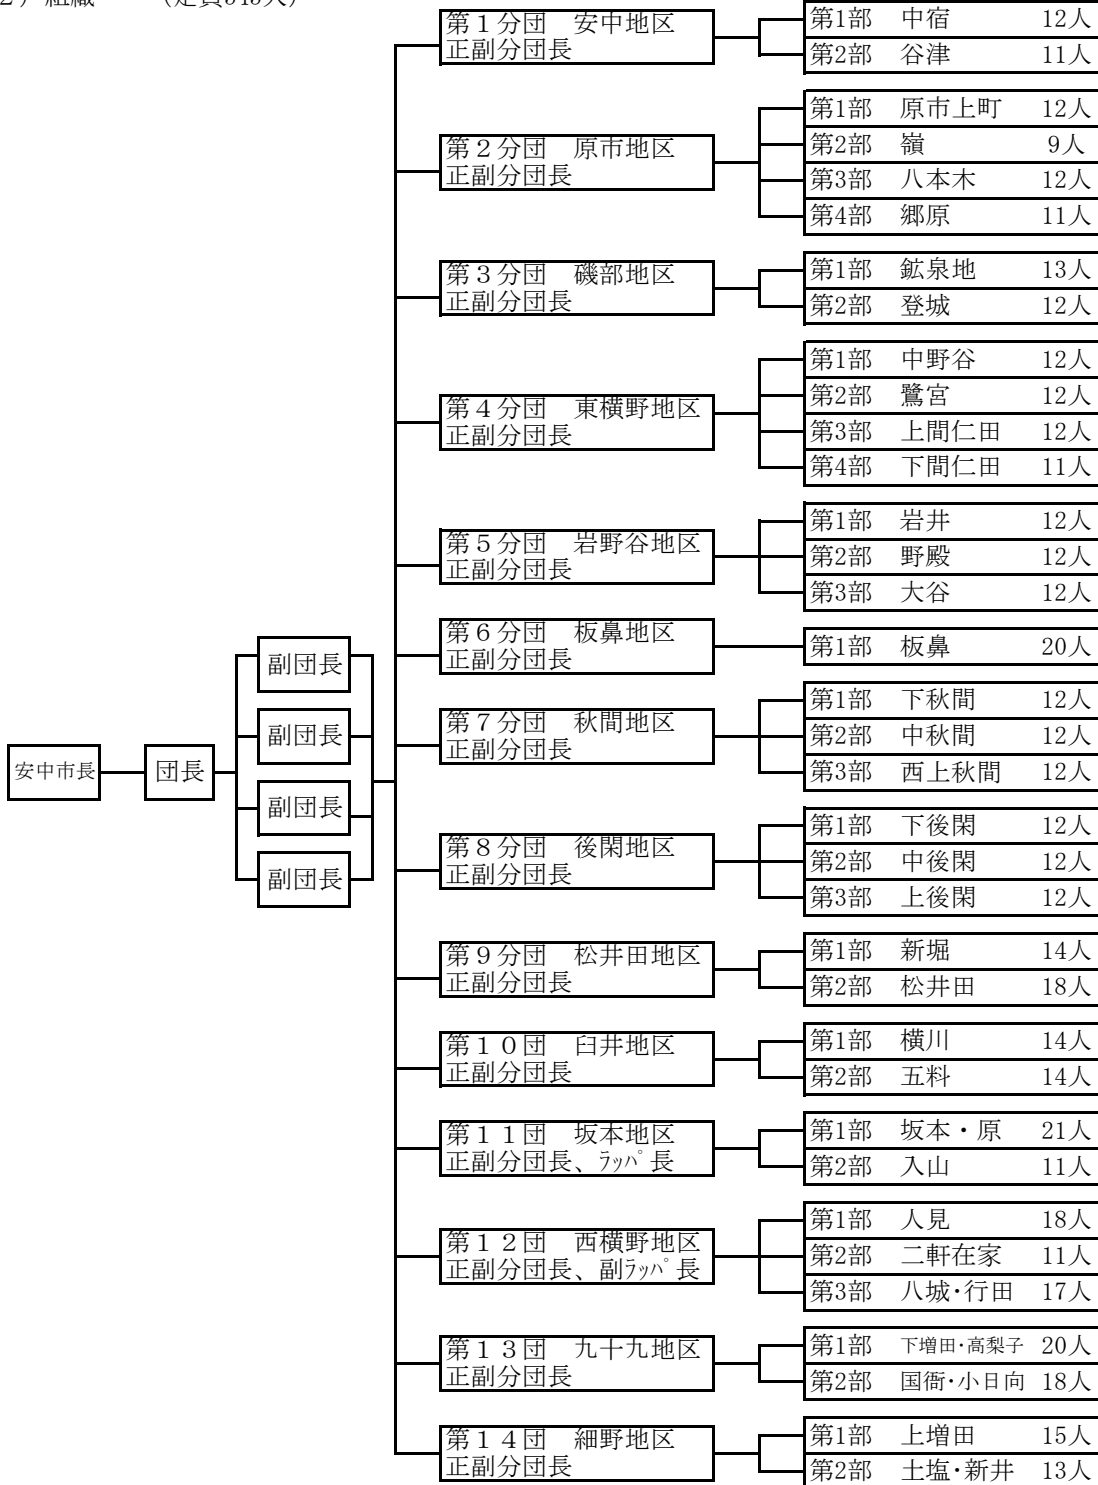 2）組織　　（定員345人）
第１分団　安中地区
正副分団長
第1部　中宿　12人
第2部　谷津　11人
第２分団　原市地区
正副分団長
第1部　原市上町　12人
第2部　嶺　9人
第3部　八本木　12人
第4部　郷原　11人
第３分団　磯部地区
正副分団長
第1部　鉱泉地　13人
第2部　登城　12人
第４分団　東横野地区
正副分団長
第1部　中野谷　12人
第2部　鷺宮　12人
第3部　上間仁田　12人
第4部　下間仁田　11人
第５分団　岩野谷地区
正副分団長
第1部　岩井　12人
第2部　野殿　12人
第3部　大谷　12人
第６分団　板鼻地区
正副分団長
第1部　板鼻　20人
第７分団　秋間地区
正副分団長
第1部　下秋間　12人
第2部　中秋間　12人
第3部　西上秋間　12人
安中市長
団長
副団長
副団長
副団長
副団長
第８分団　後閑地区
正副分団長
第1部　下後閑　12人
第2部　中後閑　12人
第3部　上後閑　12人
第９分団　松井田地区
正副分団長
第1部　新堀　14人
第2部　松井田　18人
第１０団　臼井地区
正副分団長
第1部　横川　14人
第2部　五料　14人
第１１団　坂本地区
正副分団長、ﾗｯﾊﾟ長
第1部　坂本・原　21人
第2部　入山　11人
第１２団　西横野地区
正副分団長、副ﾗｯﾊﾟ長
第1部　人見　18人
第2部　二軒在家　11人
第3部　八城・行田　17人
第１３団　九十九地区
正副分団長
第1部　下増田・高梨子　20人
第2部　国衙・小日向　18人
第１４団　細野地区
正副分団長
第1部　上増田　15人
第2部　土塩・新井　13人